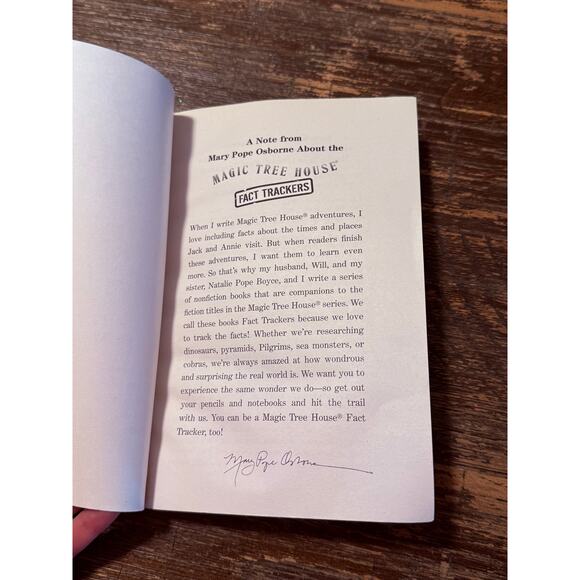 A Note from
Mary Pope Osborne About the
MAGIC TREE HOUSE®
FACT TRACKERS
When I write Magic Tree House® adventures, I
love including facts about the times and places
Jack and Annie visit. But when readers finish
these adventures, I want them to learn even
more. So that's why my husband, Will, and my
sister, Natalie Pope Boyce, and I write a series
of nonfiction books that are companions to the
fiction titles in the Magic Tree House® series. We
call these books Fact Trackers because we love
to track the facts! Whether we're researching
dinosaurs, pyramids, Pilgrims, sea monsters, or
cobras, we're always amazed at how wondrous
and surprising the real world is. We want you to
experience the same wonder we do—so get out
your pencils and notebooks and hit the trail
with us. You can be a Magic Tree House® Fact
Tracker, too!
Mary Pope Osborne